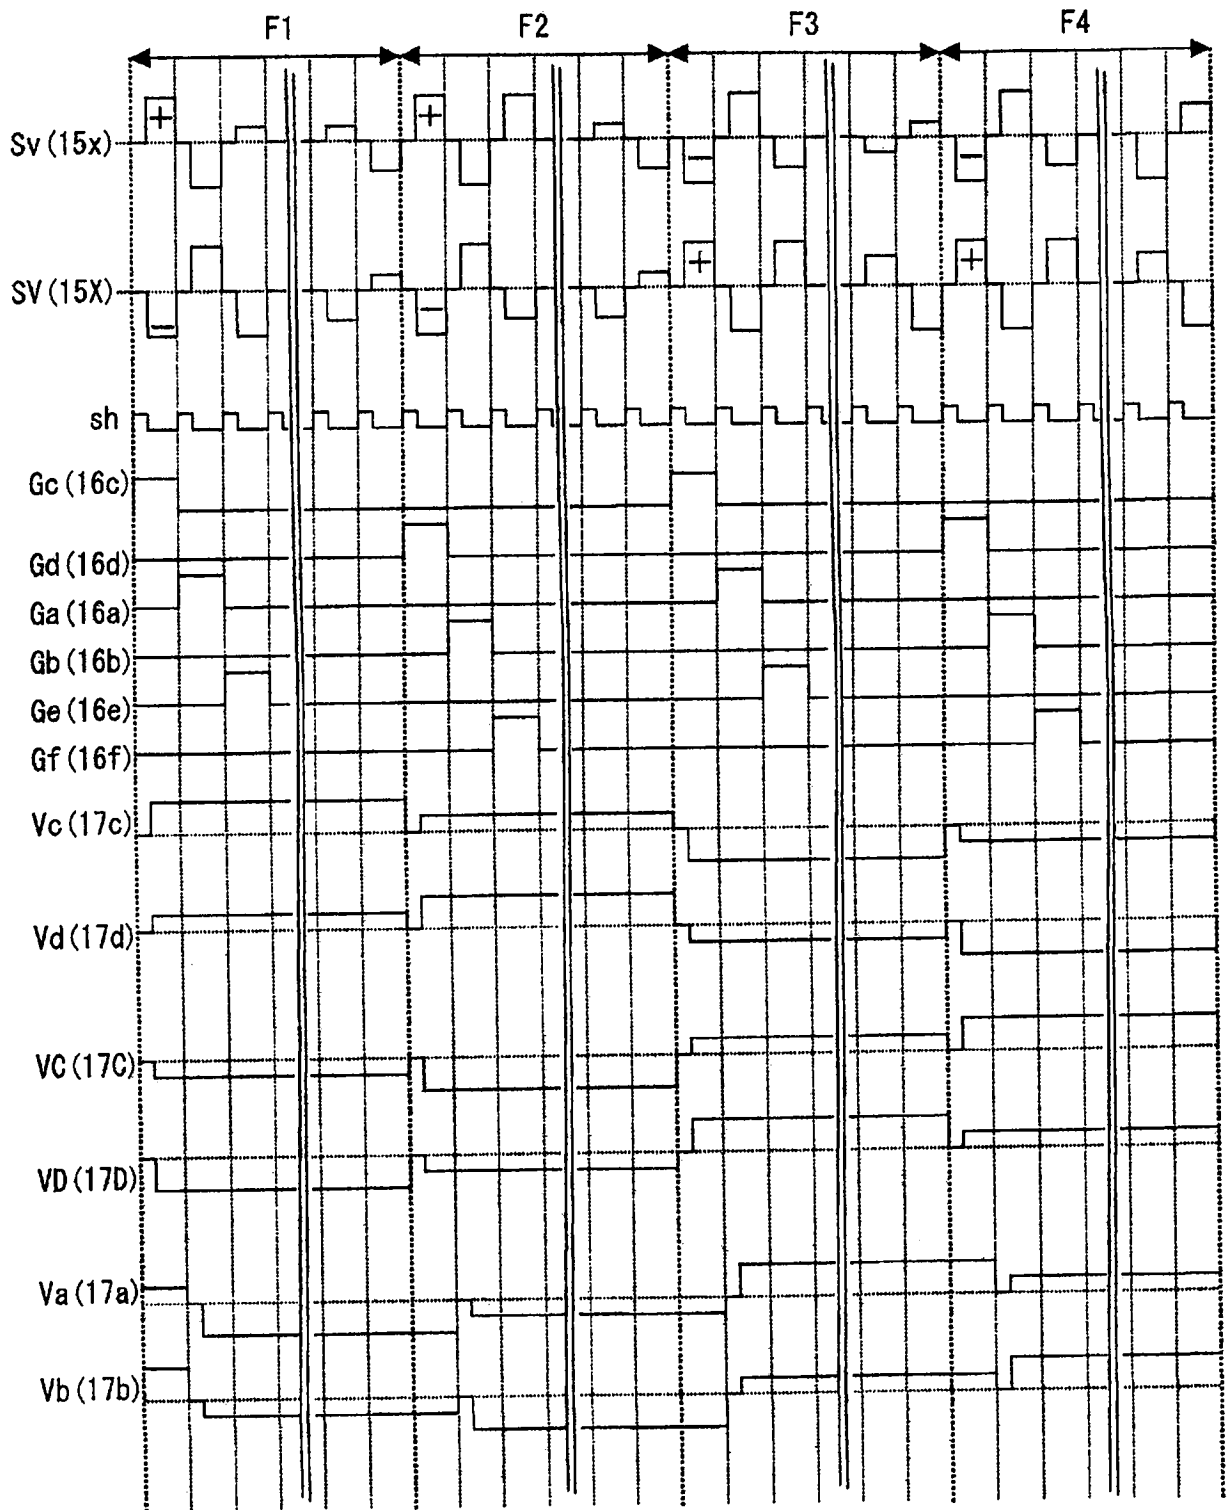 F1 F2 F3 F4
+ +
Sv(15x)
- -
+ +
SV(15X)
- -
sh
Gc(16c)
Gd(16d)
Ga(16a)
Gb(16b)
Ge(16e)
Gf(16f)
Vc(17c)
Vd(17d)
VC(17C)
VD(17D)
Va(17a)
Vb(17b)